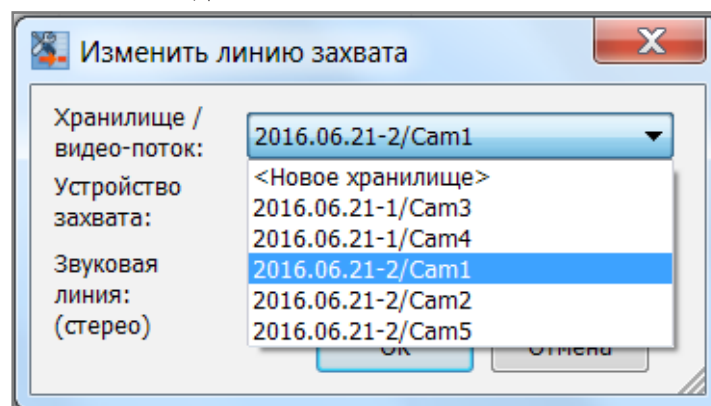 Изменить линию захвата
Хранилище /
видео-поток:
2016.06.21-2/Cam1
<Новое хранилище>
Устройство
захвата:
2016.06.21-1/Cam3
2016.06.21-1/Cam4
Звуковая
линия:
(стерео)
2016.06.21-2/Cam1
2016.06.21-2/Cam2
2016.06.21-2/Cam5
ОК
Отмена